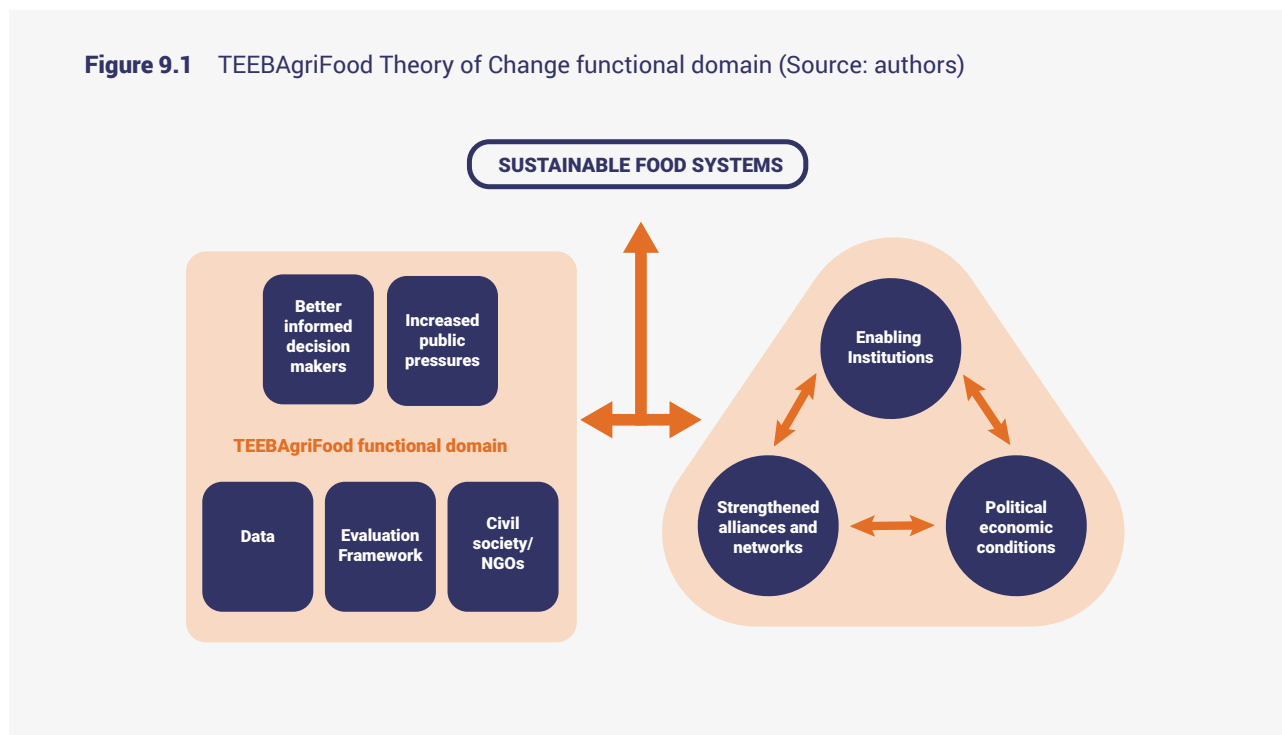 Figure 9.1 TEEBAgriFood Theory of Change functional domain (Source: authors)
SUSTAINABLE FOOD SYSTEMS
Better
informed
decision
makers
Increased
public
pressures
TEEBAgriFood functional domain
Data
Evaluation
Framework
Civil
society/
NGOs
Enabling
Institutions
Strengthened
alliances and
networks
Political
economic
conditions